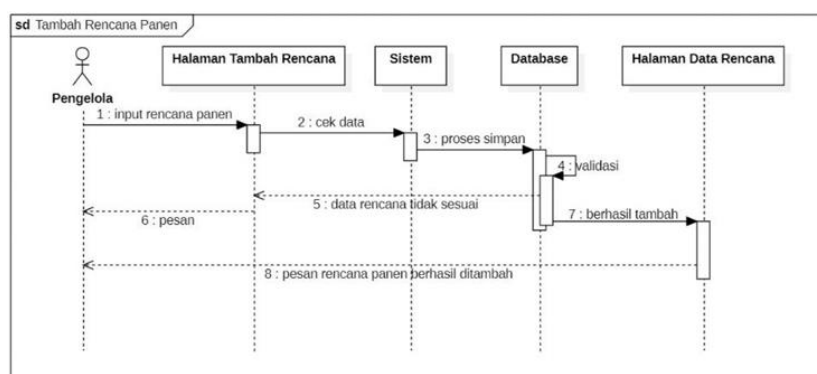 sd Tambah Rencana Panen
Halaman Tambah Rencana
Sistem
Database
Halaman Data Rencana
Pengelola
1 : input rencana panen
2 : cek data
3 : proses simpan
4 : validasi
5 : data rencana tidak sesuai
6 : pesan
7 : berhasil tambah
8 : pesan rencana panen berhasil ditambah